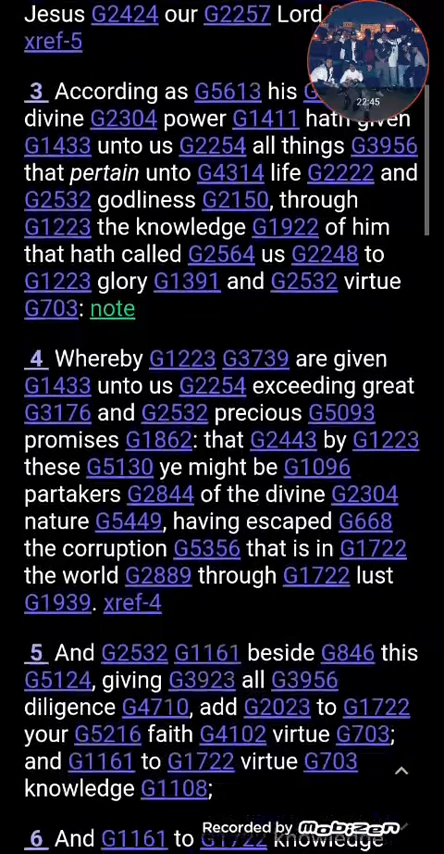 Jesus G2424 our G2257 Lord
xref-5
3 According as G5613 his
divine G2304 power G1411 hath given
G1433 unto us G2254 all things G3956
that pertain unto G4314 life G2222 and
G2532 godliness G2150, through
G1223 the knowledge G1922 of him
that hath called G2564 us G2248 to
G1223 glory G1391 and G2532 virtue
G703: note
22:45
4 Whereby G1223 G3739 are given
G1433 unto us G2254 exceeding great
G3176 and G2532 precious G5093
promises G1862: that G2443 by G1223
these G5130 ye might be G1096
partakers G2844 of the divine G2304
nature G5449, having escaped G668
the corruption G5356 that is in G1722
the world G2889 through G1722 lust
G1939. xref-4
5 And G2532 G1161 beside G846 this
G5124, giving G3923 all G3956
diligence G4710, add G2023 to G1722
your G5216 faith G4102 virtue G703;
and G1161 to G1722 virtue G703
knowledge G1108;
6 And G1161 to G1722 knowledge
Recorded by Mobizen